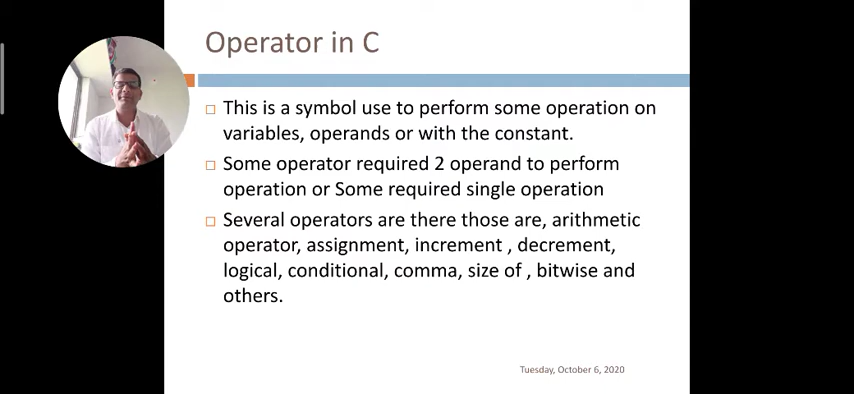 Operator in C
This is a symbol use to perform some operation on
variables, operands or with the constant.
Some operator required 2 operand to perform
operation or Some required single operation
Several operators are there those are, arithmetic
operator, assignment, increment , decrement,
logical, conditional, comma, size of , bitwise and
others.
Tuesday, October 6, 2020